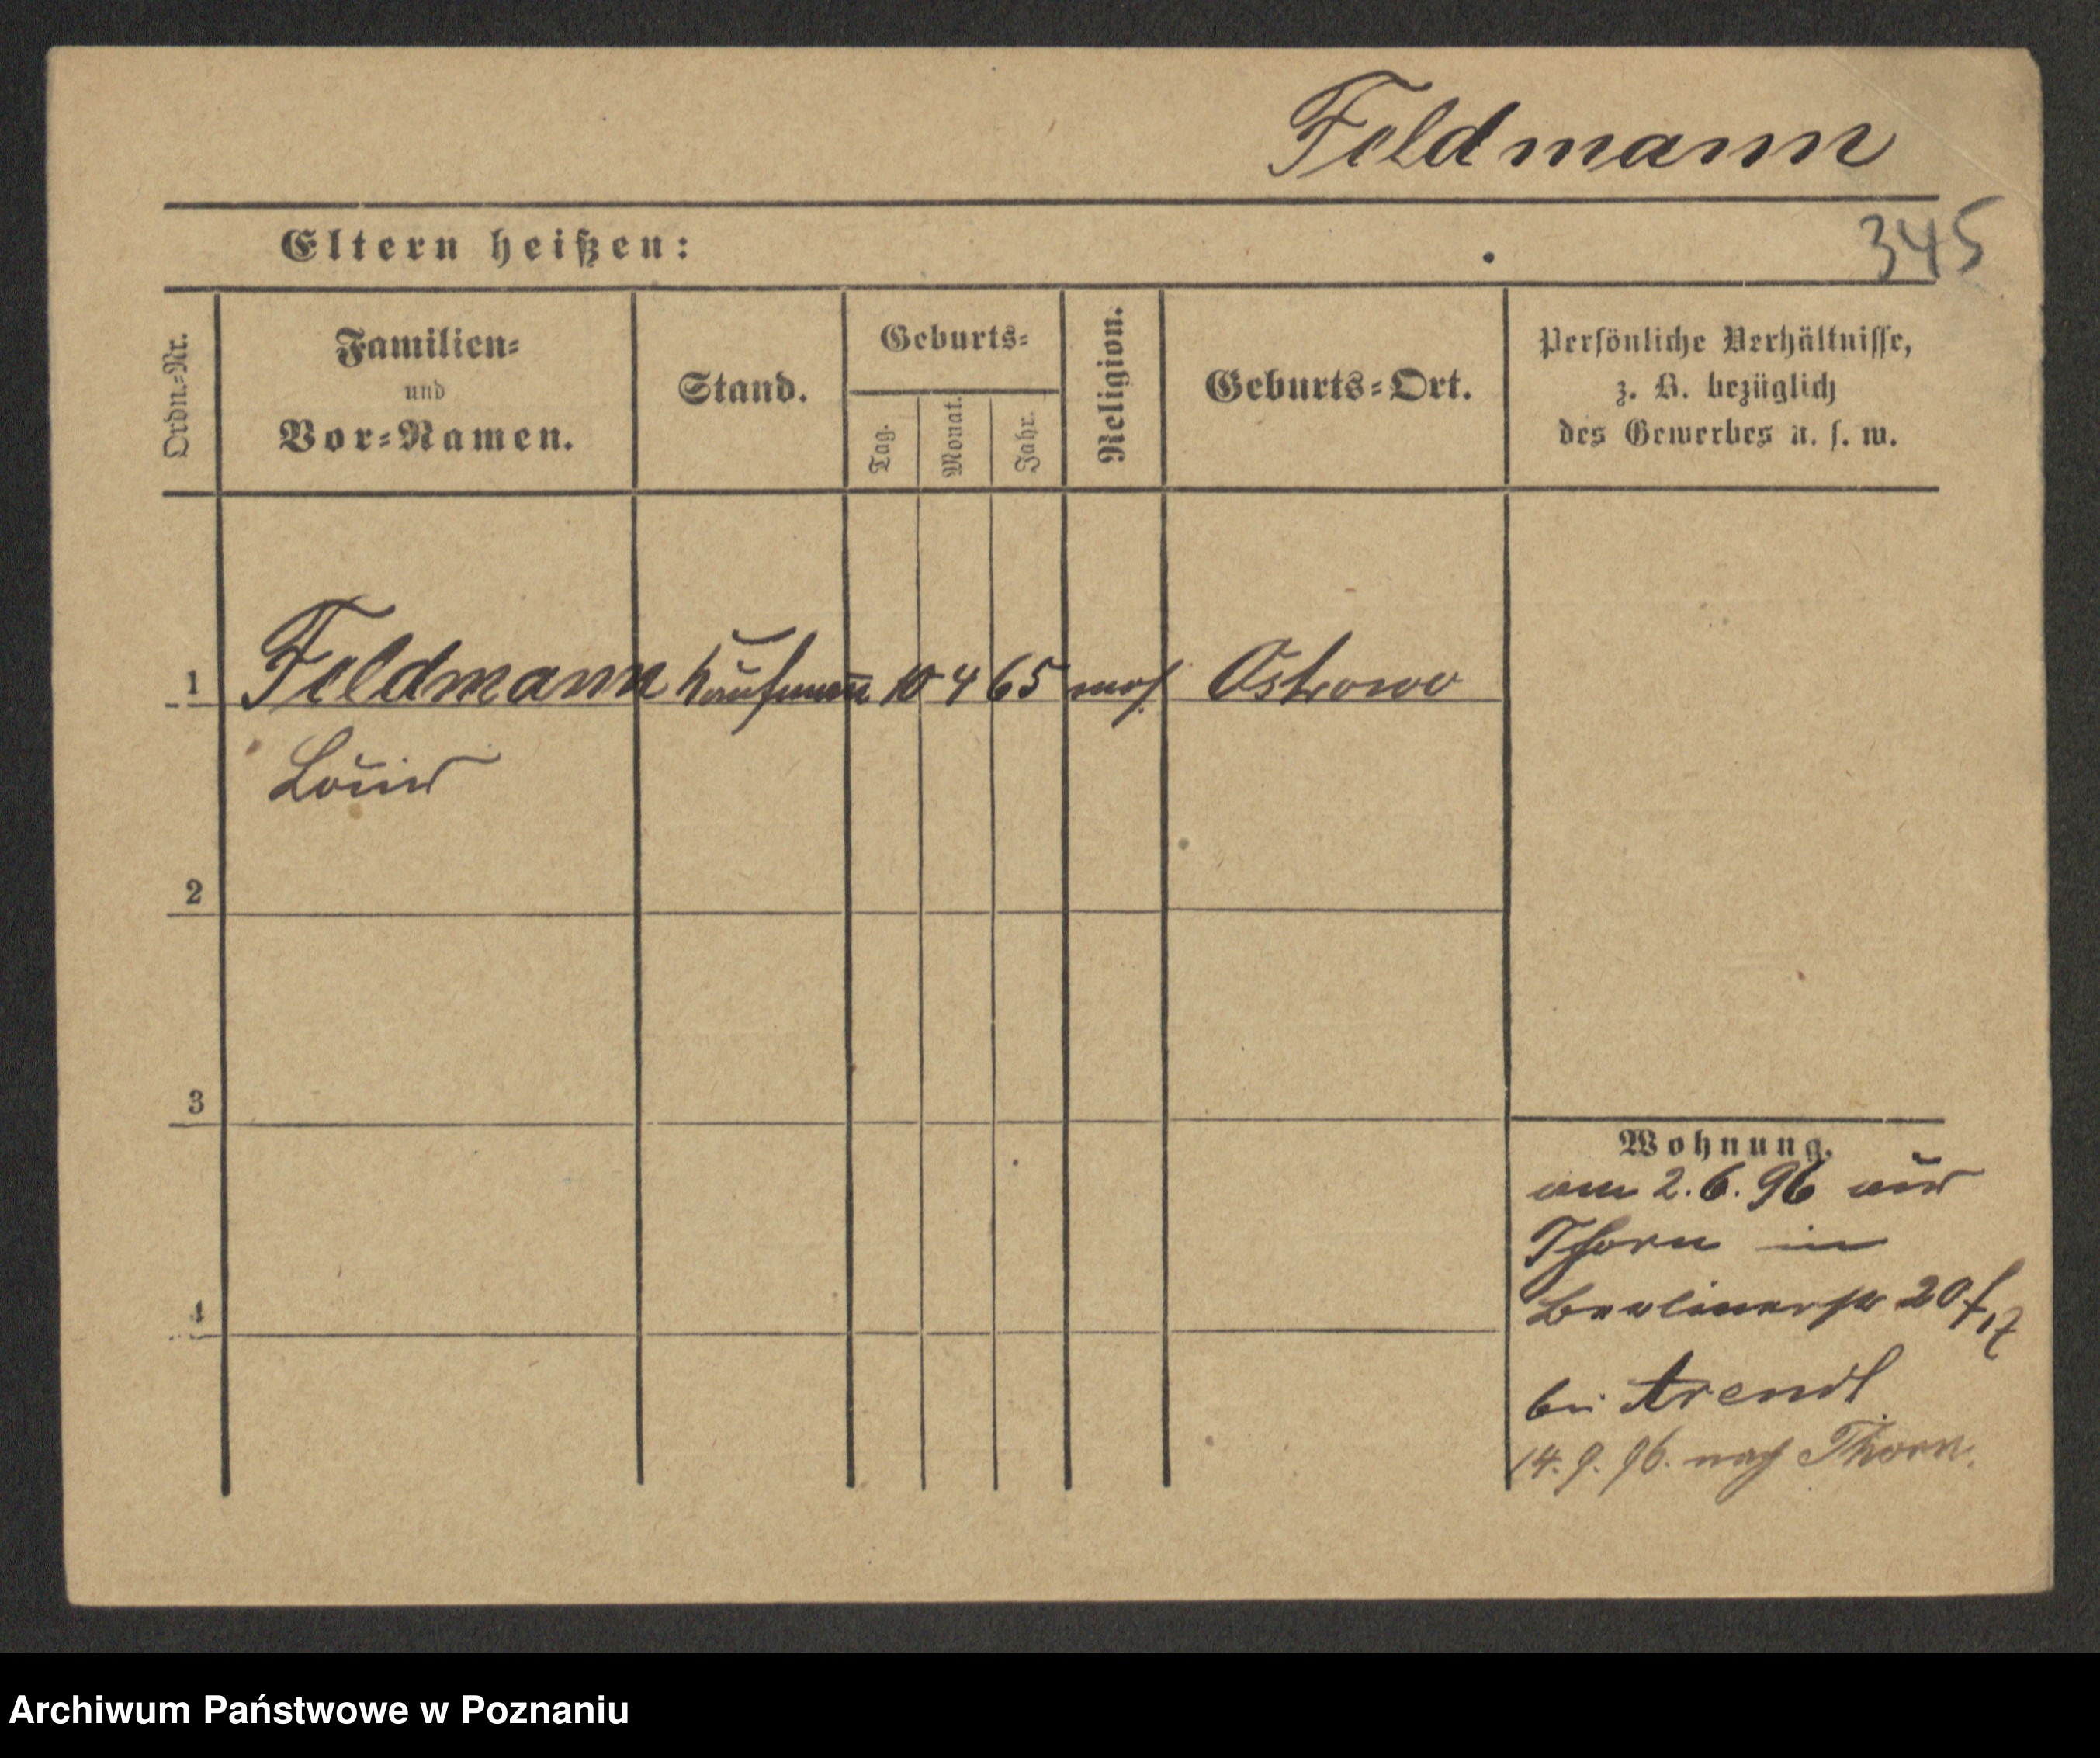 Feldmann
345
Eltern heißen:
Ordn.-Nr.
Familien-
und
Vor-Namen.
Stand.
Geburts-
Tag.
Monat.
Jahr.
Religion.
Geburts-Ort.
Persönliche Verhältnisse,
z. B. bezüglich
des Gewerbes u. s. w.
1 Feldmann Kaufmann 10 4 65 mos. Ostrowo
Louis
2
3
4
Wohnung.
am 2.6.96 aus
Thorn in
Berlinerstr 20
bei Arendt
14.9.96. nach Thorn.
Archiwum Państwowe w Poznaniu